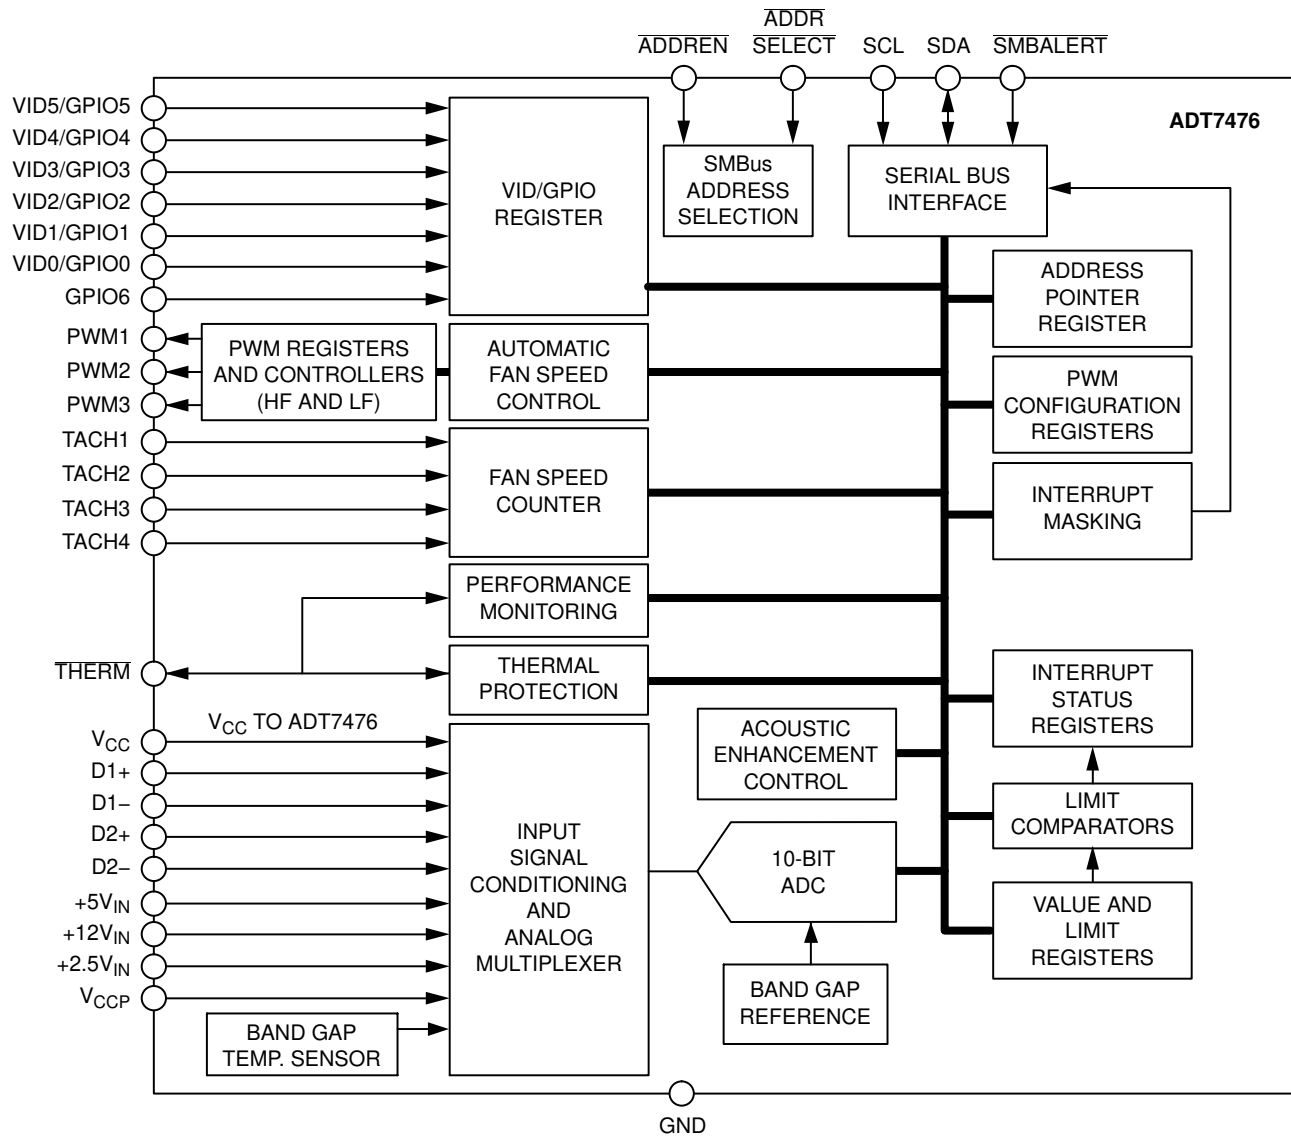 ADDR
ADDREN SELECT SCL SDA SMBALERT
ADT7476
VID5/GPIO5
VID4/GPIO4
VID3/GPIO3
VID2/GPIO2
VID1/GPIO1
VID0/GPIO0
GPIO6
VID/GPIO
REGISTER
SMBus
ADDRESS
SELECTION
SERIAL BUS
INTERFACE
ADDRESS
POINTER
REGISTER
PWM1
PWM2
PWM3
PWM REGISTERS
AND CONTROLLERS
(HF AND LF)
AUTOMATIC
FAN SPEED
CONTROL
PWM
CONFIGURATION
REGISTERS
TACH1
TACH2
TACH3
TACH4
FAN SPEED
COUNTER
INTERRUPT
MASKING
PERFORMANCE
MONITORING
THERM
THERMAL
PROTECTION
INTERRUPT
STATUS
REGISTERS
VCC TO ADT7476
VCC
D1+
D1−
D2+
D2−
+5VIN
+12VIN
+2.5VIN
VCCP
INPUT
SIGNAL
CONDITIONING
AND
ANALOG
MULTIPLEXER
ACOUSTIC
ENHANCEMENT
CONTROL
LIMIT
COMPARATORS
10-BIT
ADC
VALUE AND
LIMIT
REGISTERS
BAND GAP
REFERENCE
BAND GAP
TEMP. SENSOR
GND